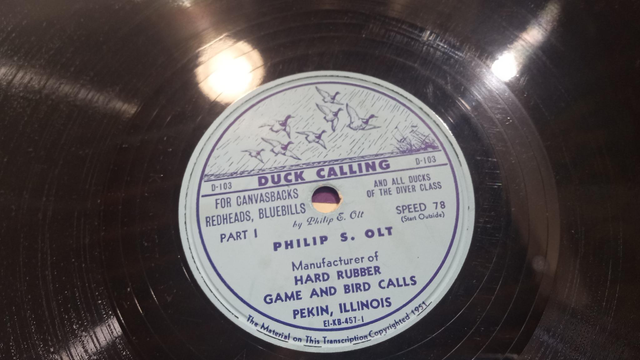 D-103 DUCK CALLING D-103
FOR CANVASBACKS
REDHEADS, BLUEBILLS
AND ALL DUCKS
OF THE DIVER CLASS
by Philip E. Olt
PART I
SPEED 78
(Start Outside)
PHILIP S. OLT
Manufacturer of
HARD RUBBER
GAME AND BIRD CALLS
PEKIN, ILLINOIS
EI-KB-457-I
The Material on This Transcription Copyrighted 1951